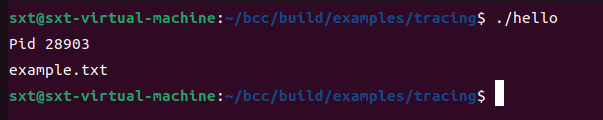 sxt@sxt-virtual-machine:~/bcc/build/examples/tracing$ ./hello
Pid 28903
example.txt
sxt@sxt-virtual-machine:~/bcc/build/examples/tracing$